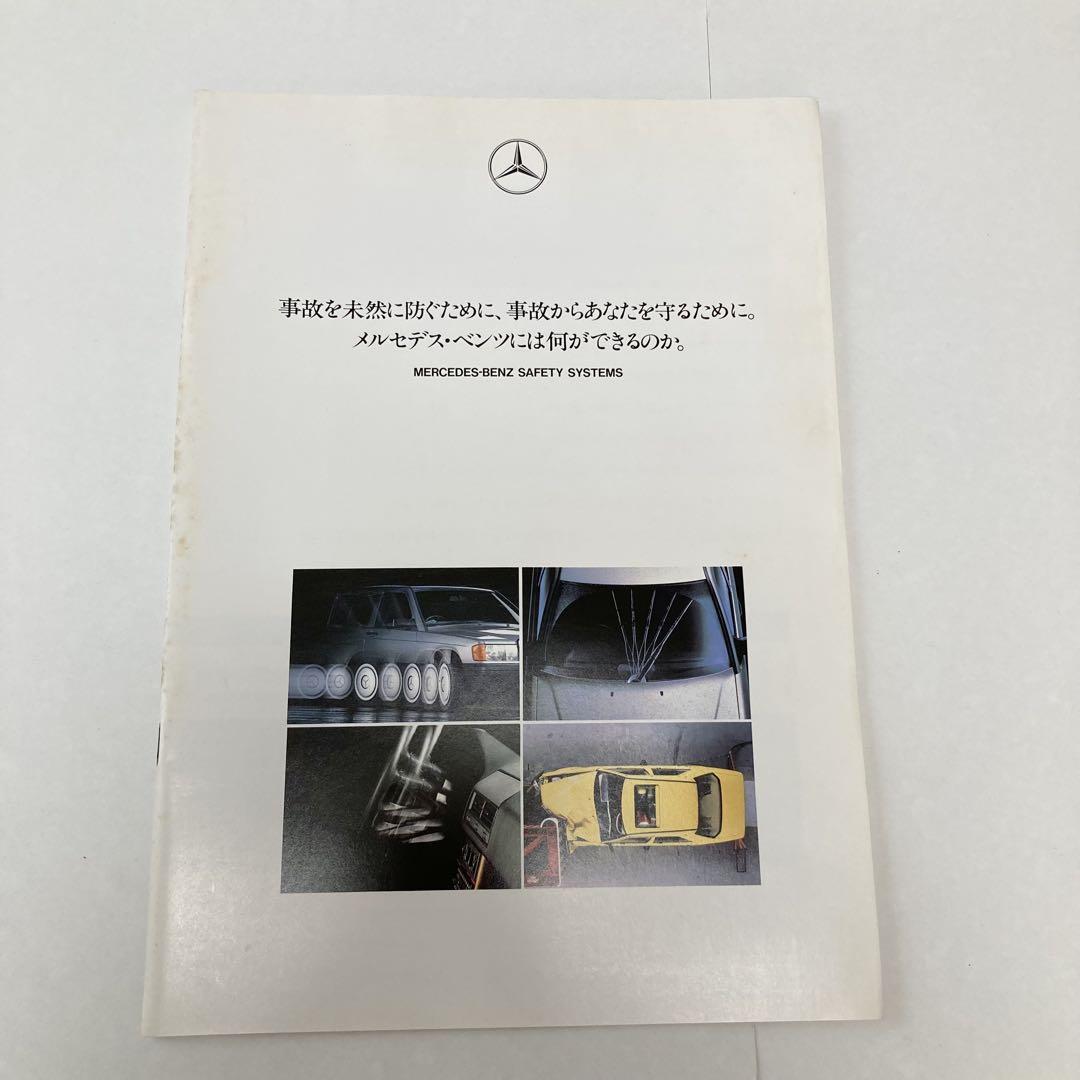 事故を未然に防ぐために、事故からあなたを守るために。
メルセデス・ベンツには何ができるのか。
MERCEDES-BENZ SAFETY SYSTEMS